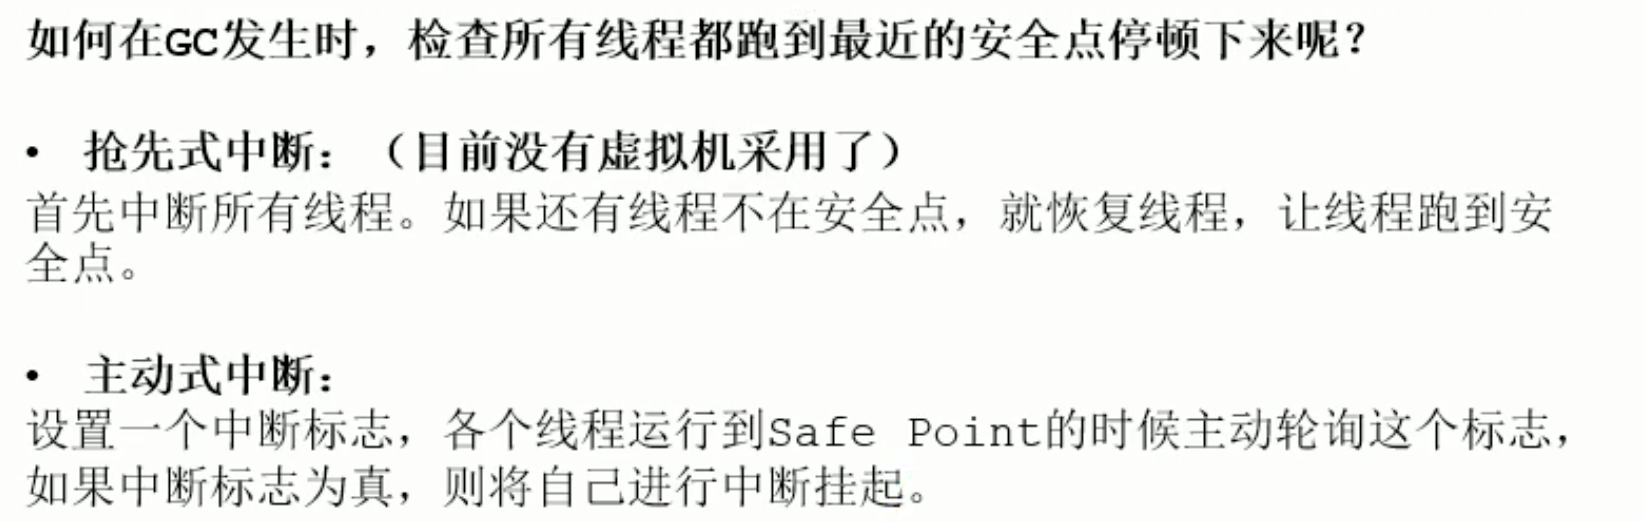 如何在GC发生时，检查所有线程都跑到最近的安全点停顿下来呢？
• 抢先式中断：（目前没有虚拟机采用了）
首先中断所有线程。如果还有线程不在安全点，就恢复线程，让线程跑到安
全点。
• 主动式中断：
设置一个中断标志，各个线程运行到Safe Point的时候主动轮询这个标志，
如果中断标志为真，则将自己进行中断挂起。